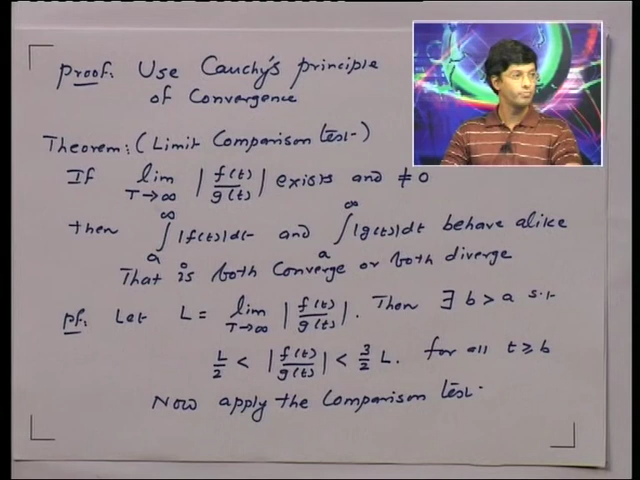 Proof: Use Cauchy's principle
of Convergence
Theorem: (Limit Comparison test)
If lim T→∞ |f(t)/g(t)| exists and ≠0
then ∫_a^∞ |f(t)|dt and ∫_a^∞ |g(t)|dt behave alike
That is both Converge or both diverge
Pf: Let L = lim T→∞ |f(t)/g(t)|. Then ∃ b > a s.t.
L/2 < |f(t)/g(t)| < 3/2 L. for all t ≥ b
Now apply the Comparison test.